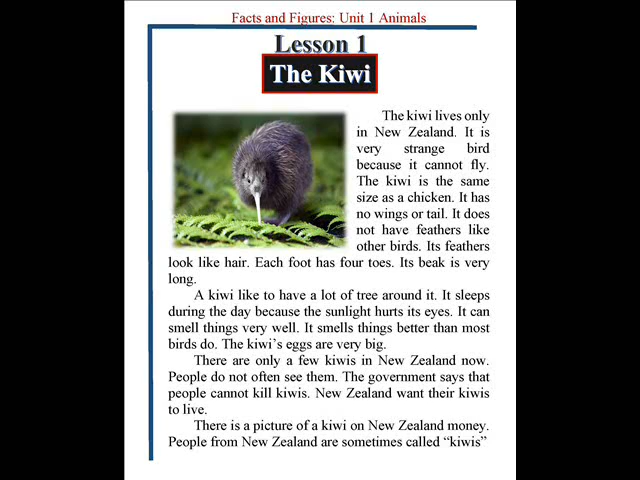 Facts and Figures: Unit 1 Animals
Lesson 1
The Kiwi
The kiwi lives only
in New Zealand. It is
very strange bird
because it cannot fly.
The kiwi is the same
size as a chicken. It has
no wings or tail. It does
not have feathers like
other birds. Its feathers
look like hair. Each foot has four toes. Its beak is very
long.
A kiwi like to have a lot of tree around it. It sleeps
during the day because the sunlight hurts its eyes. It can
smell things very well. It smells things better than most
birds do. The kiwi's eggs are very big.
There are only a few kiwis in New Zealand now.
People do not often see them. The government says that
people cannot kill kiwis. New Zealand want their kiwis
to live.
There is a picture of a kiwi on New Zealand money.
People from New Zealand are sometimes called “kiwis”